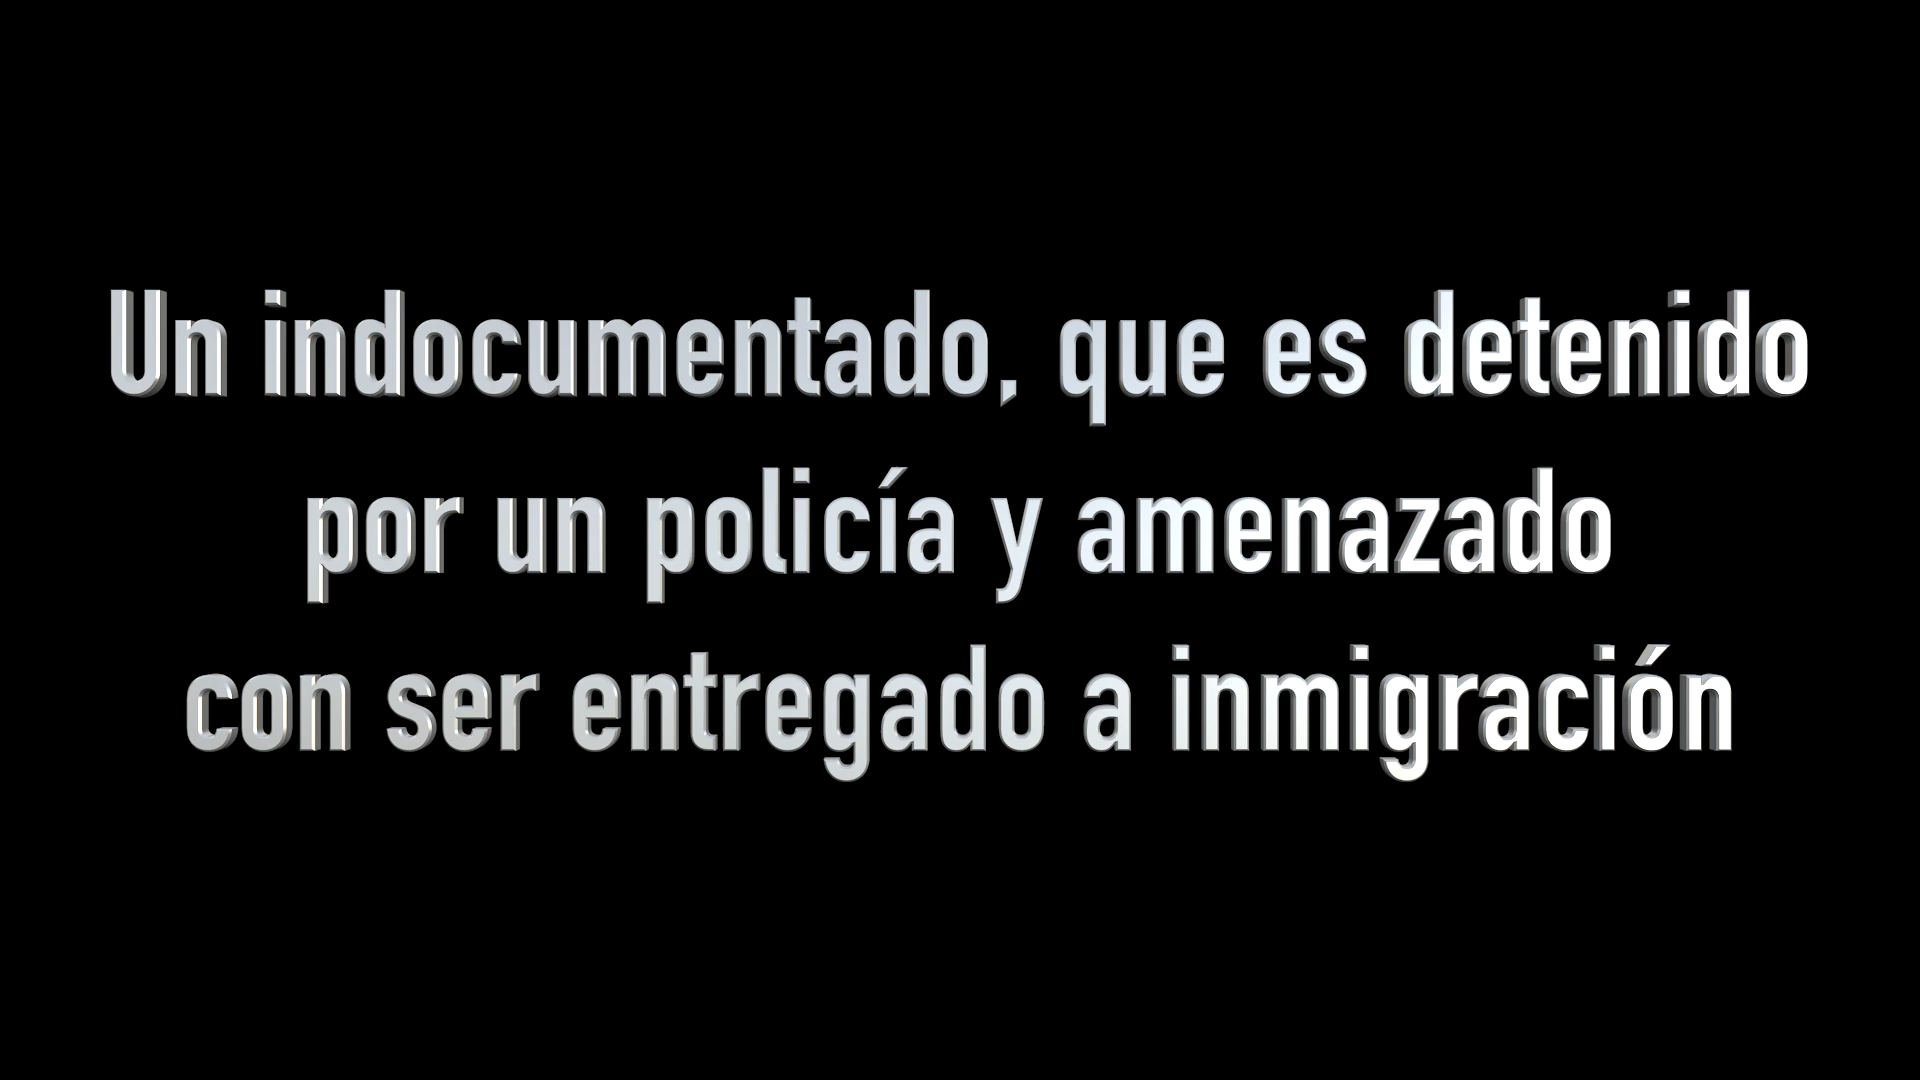 Un indocumentado, que es detenido
por un policía y amenazado
con ser entregado a inmigración